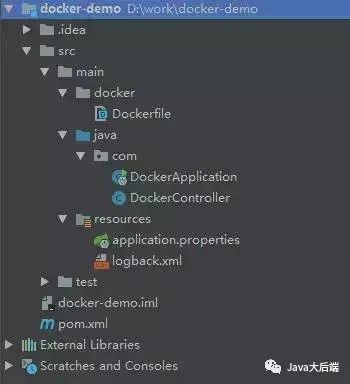 docker-demo D:\work\docker-demo
.idea
src
main
docker
Dockerfile
java
com
DockerApplication
DockerController
resources
application.properties
logback.xml
test
docker-demo.iml
pom.xml
External Libraries
Scratches and Consoles
Java大后端